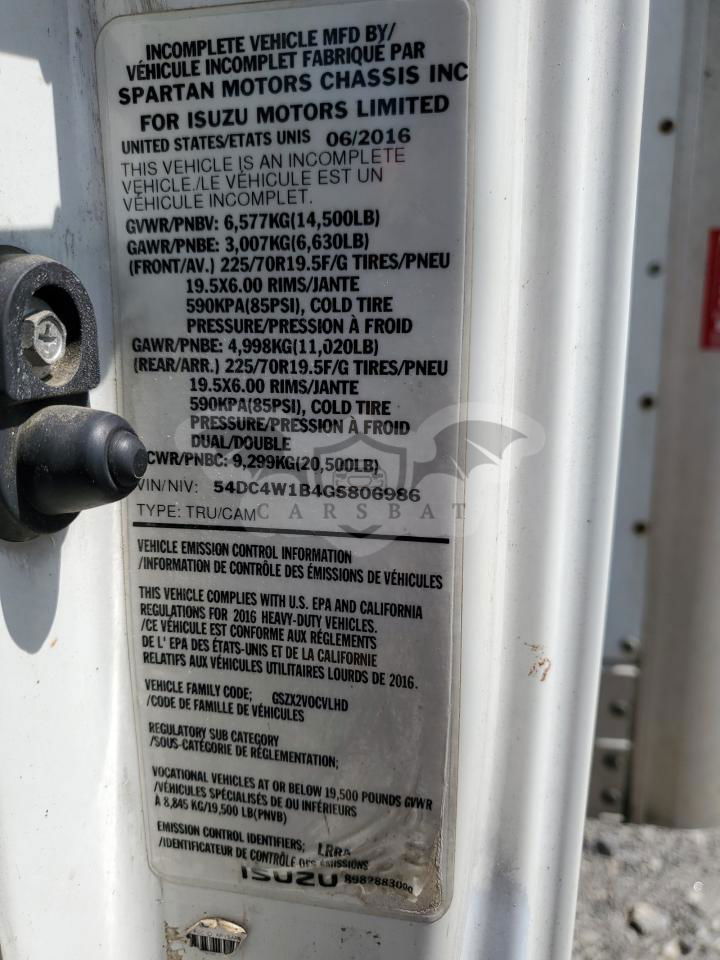 INCOMPLETE VEHICLE MFD BY/
VÉHICULE INCOMPLET FABRIQUÉ PAR
SPARTAN MOTORS CHASSIS INC
FOR ISUZU MOTORS LIMITED
UNITED STATES/ETATS UNIS 06/2016
THIS VEHICLE IS AN INCOMPLETE
VEHICLE./LE VÉHICULE EST UN
VÉHICULE INCOMPLET.
GVWR/PNBV: 6,577KG(14,500LB)
GAWR/PNBE: 3,007KG(6,630LB)
(FRONT/AV.) 225/70R19.5F/G TIRES/PNEU
19.5X6.00 RIMS/JANTE
590KPA(85PSI), COLD TIRE
PRESSURE/PRESSION À FROID
GAWR/PNBE: 4,998KG(11,020LB)
(REAR/ARR.) 225/70R19.5F/G TIRES/PNEU
19.5X6.00 RIMS/JANTE
590KPA(85PSI), COLD TIRE
PRESSURE/PRESSION À FROID
DUAL/DOUBLE
CWR/PNBC: 9,299KG(20,500LB)
VIN/NIV: 54DC4W1B4GS806986
CARSBAT
TYPE: TRU/CAM
VEHICLE EMISSION CONTROL INFORMATION
/INFORMATION DE CONTRÔLE DES ÉMISSIONS DE VÉHICULES
THIS VEHICLE COMPLIES WITH U.S. EPA AND CALIFORNIA
REGULATIONS FOR 2016 HEAVY-DUTY VEHICLES.
/CE VÉHICULE EST CONFORME AUX RÉGLEMENTS
DE L' EPA DES ÉTATS-UNIS ET DE LA CALIFORNIE
RELATIFS AUX VÉHICULES UTILITAIRES LOURDS DE 2016.
VEHICLE FAMILY CODE; GSZX2VOCVLHD
/CODE DE FAMILLE DE VÉHICULES
REGULATORY SUB CATEGORY
/SOUS-CATÉGORIE DE RÉGLEMENTATION;
VOCATIONAL VEHICLES AT OR BELOW 19,500 POUNDS GVWR
/VÉHICULES SPÉCIALISÉS DE OU INFÉRIEURS
À 8,845 KG/19,500 LB(PNVB)
EMISSION CONTROL IDENTIFIERS; LRRA
/IDENTIFICATEUR DE CONTRÔLE DES ÉMISSIONS
ISUZU 8982883000